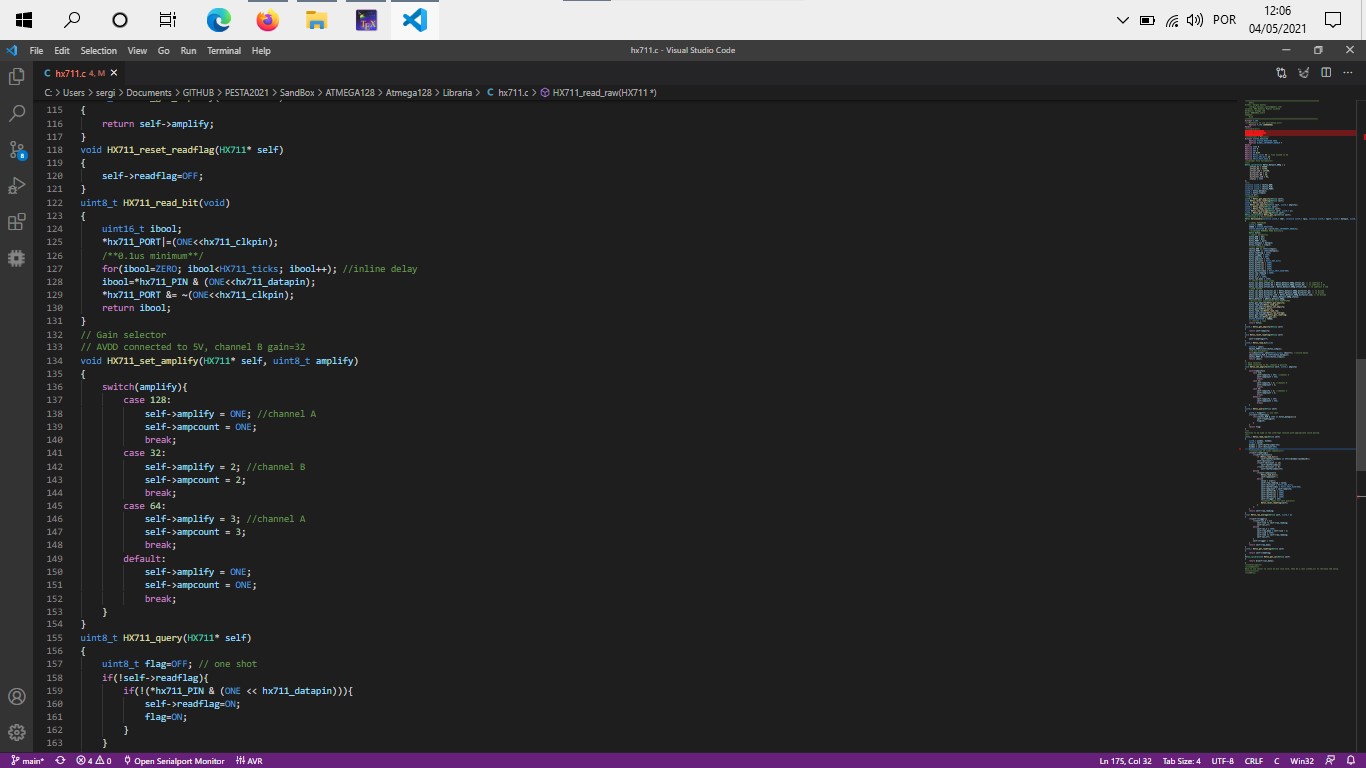 12:06
POR
04/05/2021
File Edit Selection View Go Run Terminal Help
hx711.c - Visual Studio Code
C hx711.c 4, M
C: > Users > sergi > Documents > GITHUB > PESTA2021 > SandBox > ATMEGA128 > Atmega128 > Libraria > C hx711.c > HX711_read_raw(HX711 *)
115 {
116 return self->amplify;
117 }
118 void HX711_reset_readflag(HX711* self)
119 {
120 self->readflag=OFF;
121 }
122 uint8_t HX711_read_bit(void)
123 {
124 uint16_t ibool;
125 *hx711_PORT|=(ONE<<hx711_clkpin);
126 /**0.1us minimum**/
127 for(ibool=ZERO; ibool<HX711_ticks; ibool++); //inline delay
128 ibool=*hx711_PIN & (ONE<<hx711_datapin);
129 *hx711_PORT &= ~(ONE<<hx711_clkpin);
130 return ibool;
131 }
132 // Gain selector
133 // AVDD connected to 5V, channel B gain=32
134 void HX711_set_amplify(HX711* self, uint8_t amplify)
135 {
136 switch(amplify){
137 case 128:
138 self->amplify = ONE; //channel A
139 self->ampcount = ONE;
140 break;
141 case 32:
142 self->amplify = 2; //channel B
143 self->ampcount = 2;
144 break;
145 case 64:
146 self->amplify = 3; //channel A
147 self->ampcount = 3;
148 break;
149 default:
150 self->amplify = ONE;
151 self->ampcount = ONE;
152 break;
153 }
154 }
155 uint8_t HX711_query(HX711* self)
156 {
157 uint8_t flag=OFF; // one shot
158 if(!self->readflag){
159 if(!(*hx711_PIN & (ONE << hx711_datapin))){
160 self->readflag=ON;
161 flag=ON;
162 }
163 }
8
main* 4 0 Open Serialport Monitor AVR Ln 175, Col 32 Tab Size: 4 UTF-8 CRLF C Win32